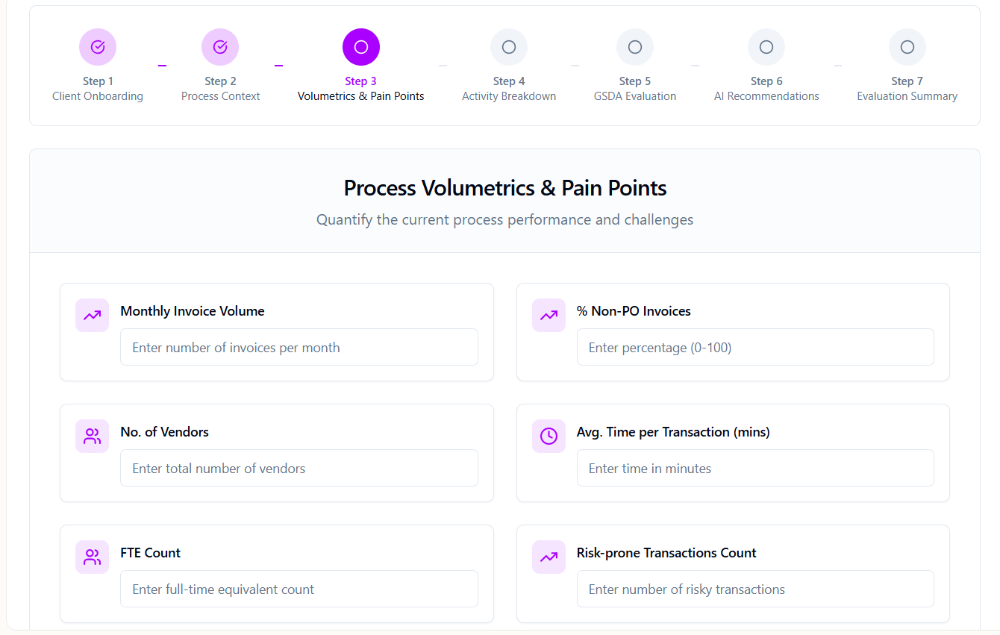 Step 1
Client Onboarding
Step 2
Process Context
Step 3
Volumetrics & Pain Points
Step 4
Activity Breakdown
Step 5
GSDA Evaluation
Step 6
AI Recommendations
Step 7
Evaluation Summary
Process Volumetrics & Pain Points
Quantify the current process performance and challenges
Monthly Invoice Volume
Enter number of invoices per month
% Non-PO Invoices
Enter percentage (0-100)
No. of Vendors
Enter total number of vendors
Avg. Time per Transaction (mins)
Enter time in minutes
FTE Count
Enter full-time equivalent count
Risk-prone Transactions Count
Enter number of risky transactions